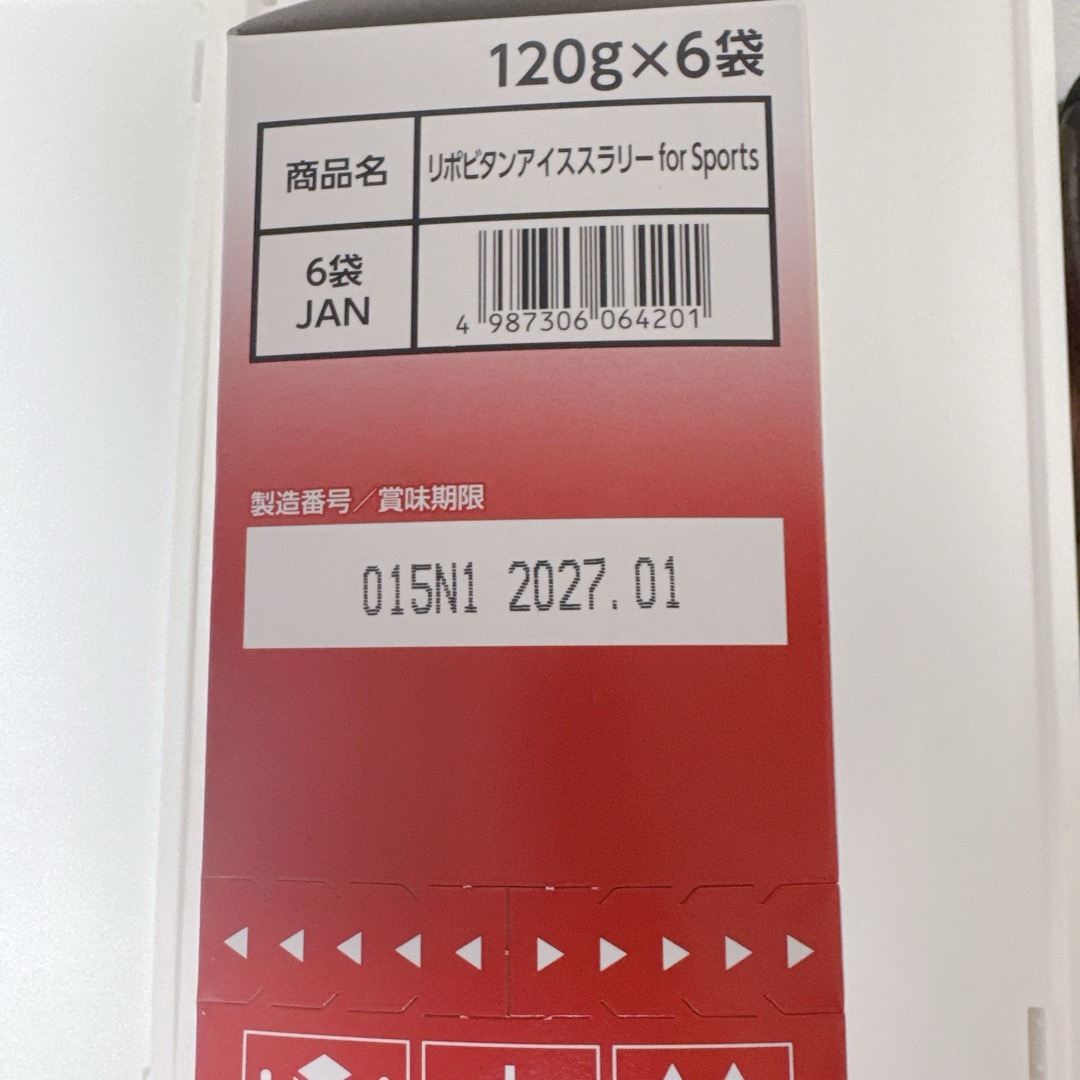 120g×6袋
商品名
リポビタンアイススラリー for Sports
6袋
JAN
4 987306 064201
製造番号／賞味期限
015N1 2027.01